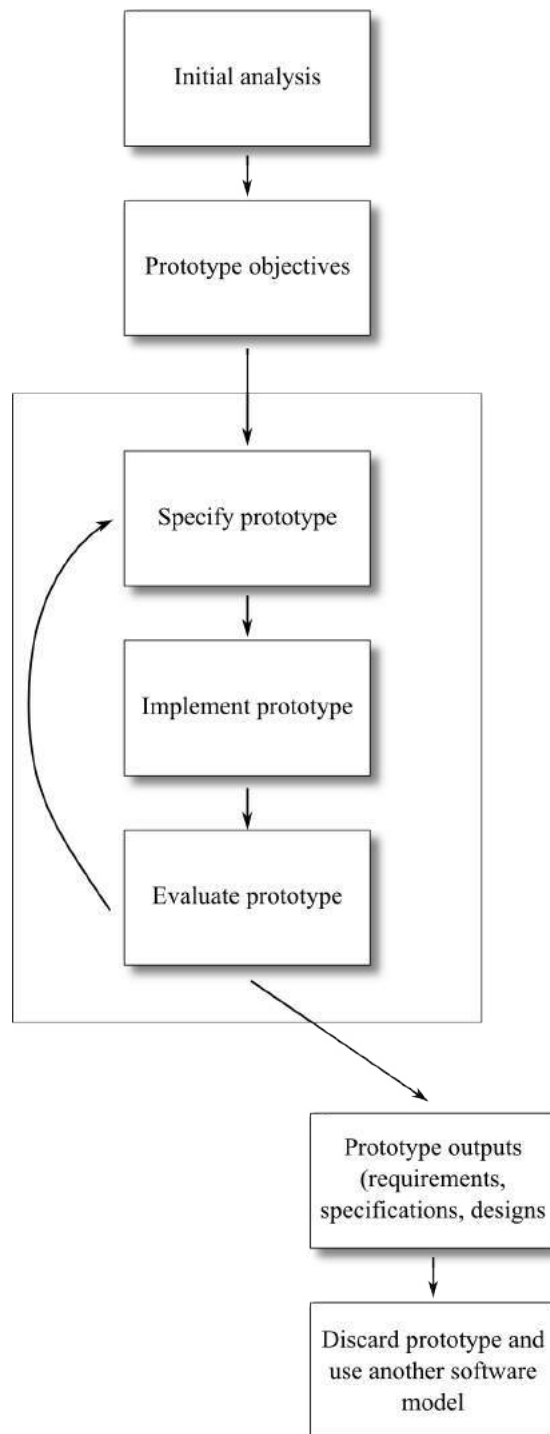 Initial analysis
Prototype objectives
Specify prototype
Implement prototype
Evaluate prototype
Prototype outputs
(requirements,
specifications, designs
Discard prototype and
use another software
model